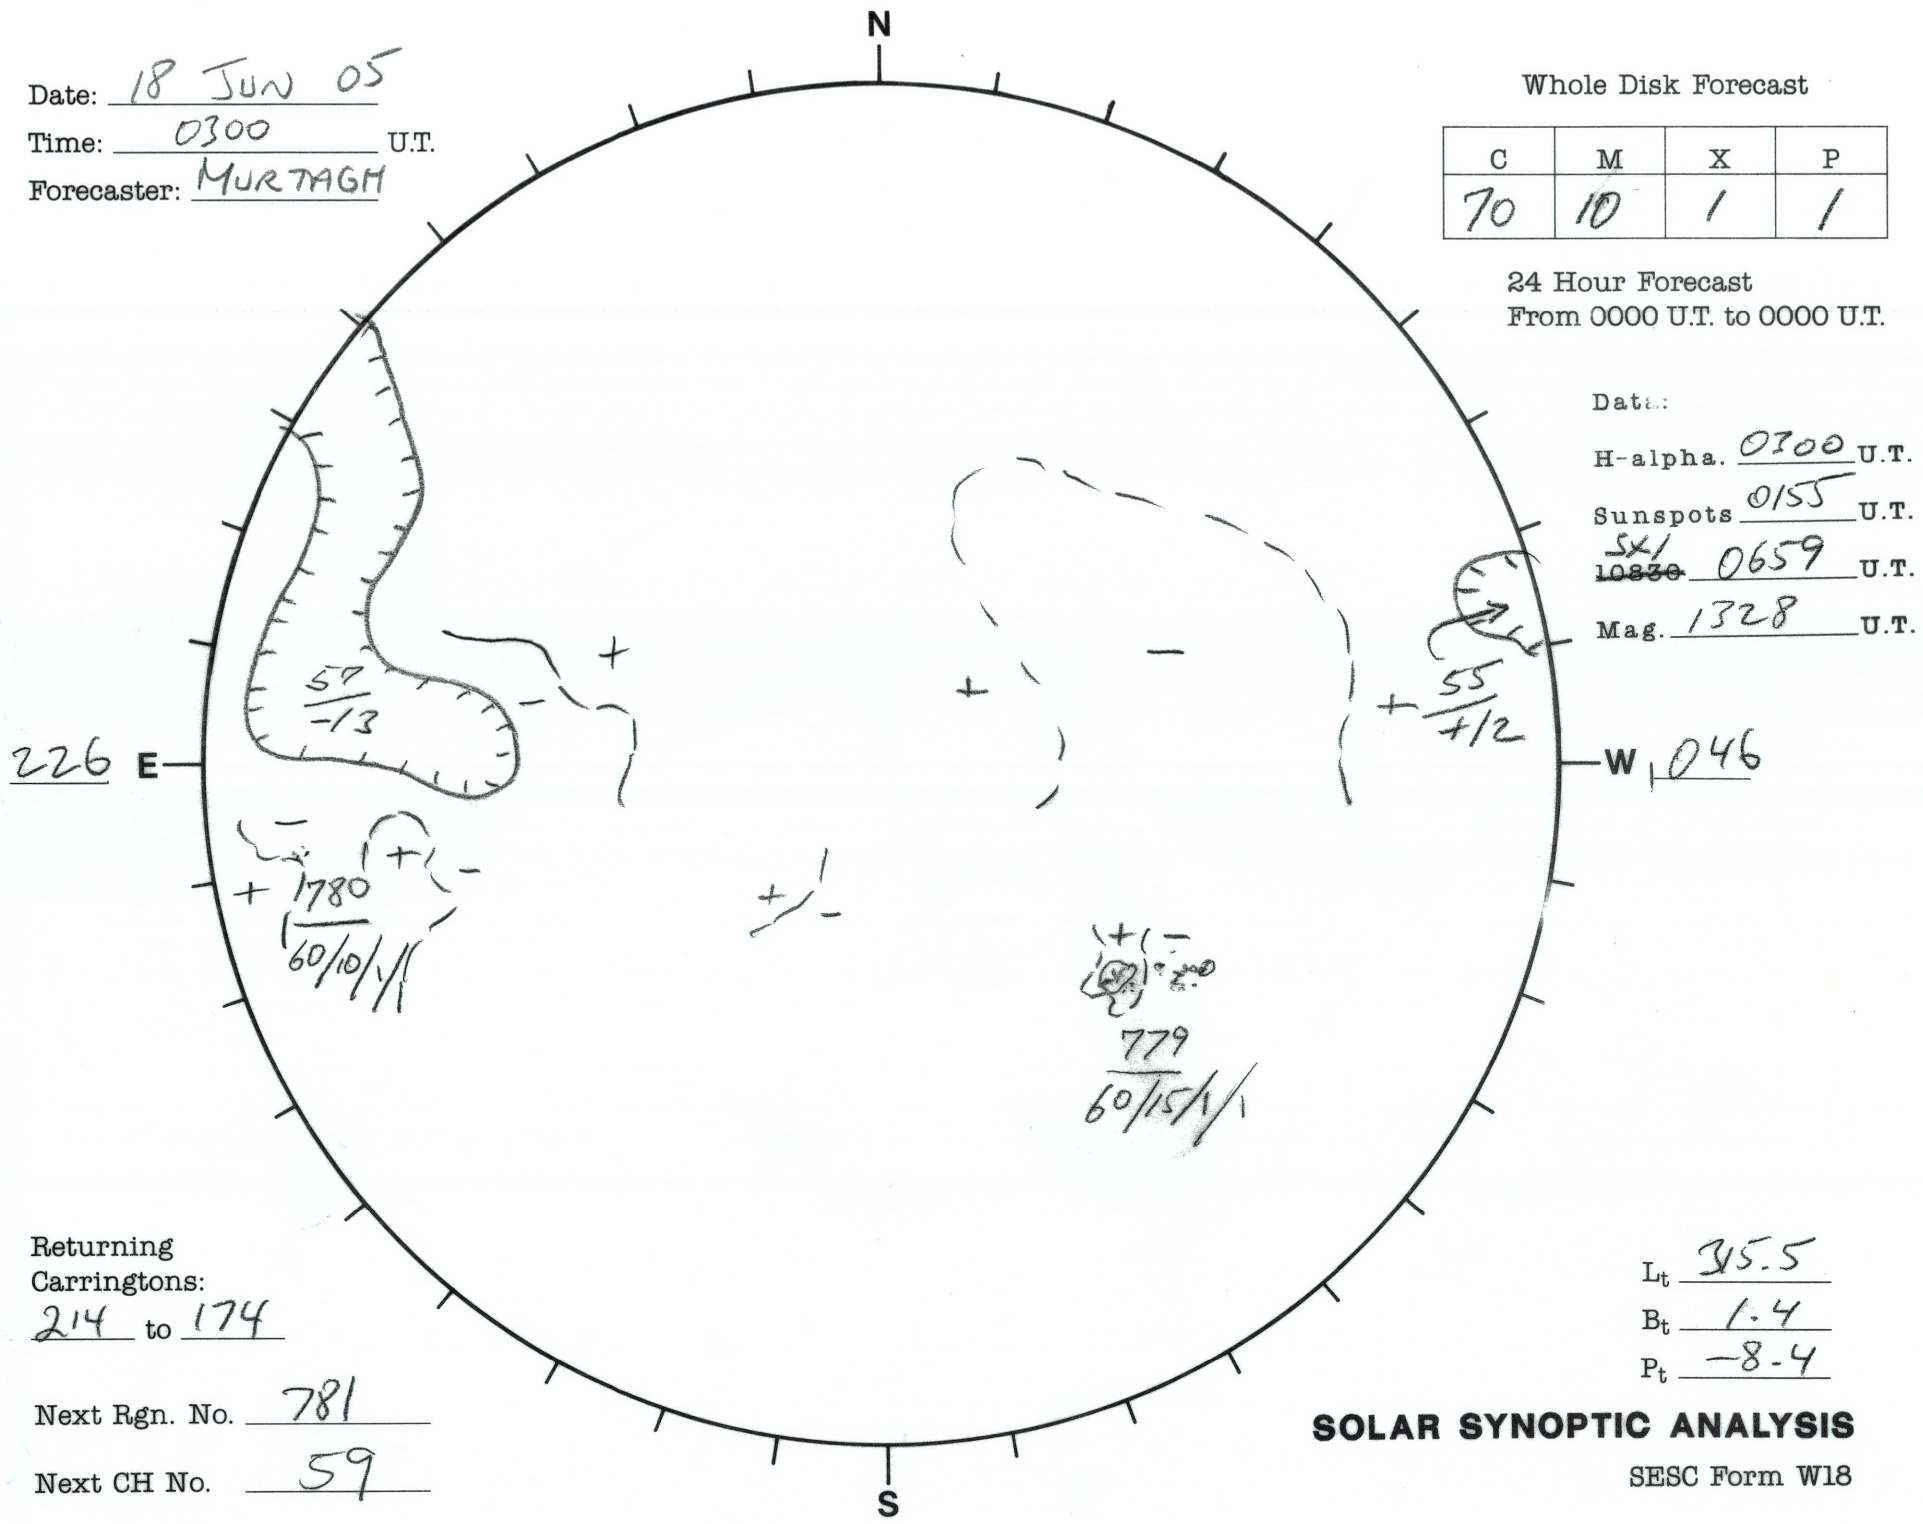 N
Date: 18 JUN 05
Time: 0300 U.T.
Forecaster: MURTAGH
Whole Disk Forecast
C M X P
70 10 1 1
24 Hour Forecast
From 0000 U.T. to 0000 U.T.
Data:
H-alpha. 0300 U.T.
Sunspots 0155 U.T.
SXI
10830 0659 U.T.
Mag. 1328 U.T.
+
57
-13
-
+
-
+
55
+12
226 E
W 046
-
+
-
+
780
60/10/1/1
+
-
+
-
779
60/15/1/1
Returning
Carringtons:
214 to 174
Next Rgn. No. 781
Next CH No. 59
Lt 315.5
Bt 1.4
Pt -8.4
SOLAR SYNOPTIC ANALYSIS
SESC Form W18
S